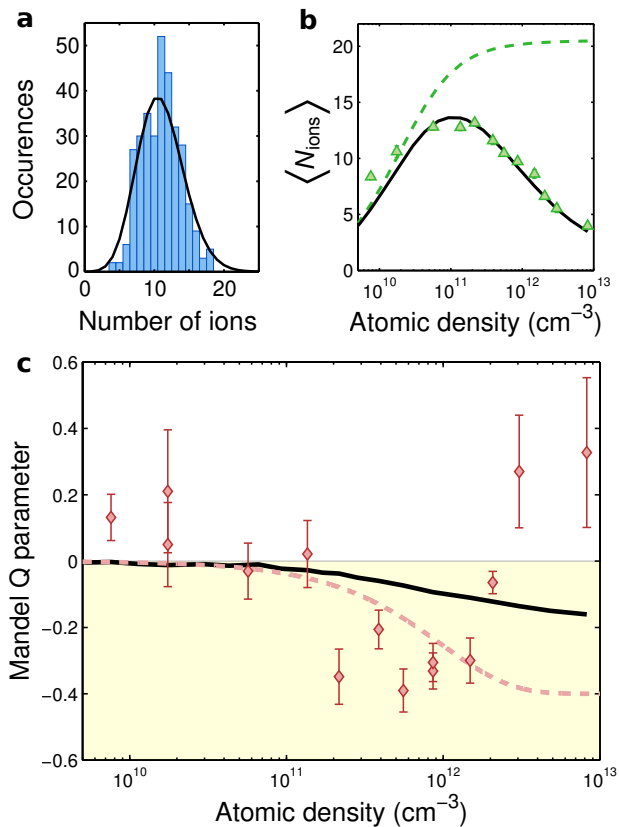 a
Occurences
50
40
30
20
10
0
0 10 20
Number of ions
b
⟨N_ions⟩
20
15
10
5
0
10^10 10^11 10^12 10^13
Atomic density (cm^−3)
c
Mandel Q parameter
0.6
0.4
0.2
0
−0.2
−0.4
−0.6
10^10 10^11 10^12 10^13
Atomic density (cm^−3)